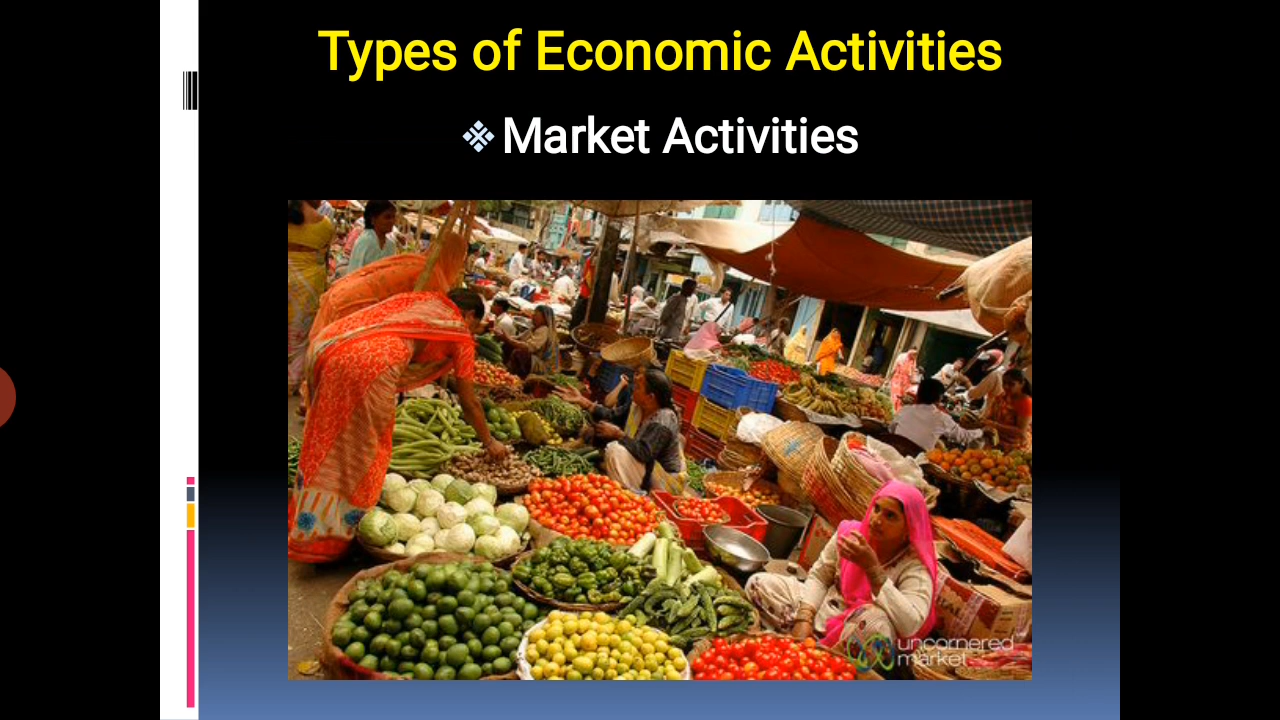 Types of Economic Activities
❖ Market Activities
uncornered
market